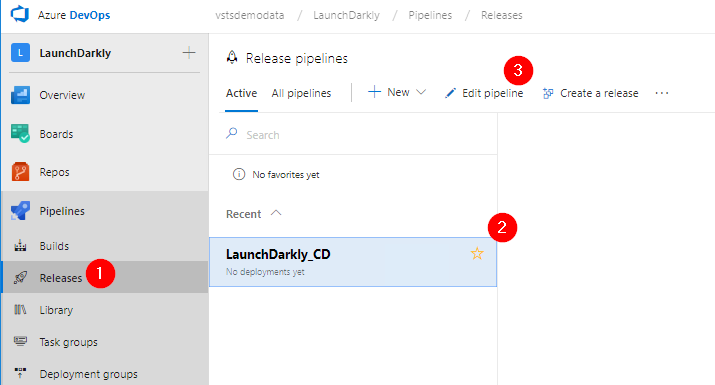 Azure DevOps
vstsdemodata / LaunchDarkly / Pipelines / Releases
L LaunchDarkly
Overview
Boards
Repos
Pipelines
Builds
Releases 1
Library
Task groups
Deployment groups
Release pipelines
3
Active All pipelines New Edit pipeline Create a release ...
Search
No favorites yet
Recent
2
LaunchDarkly_CD
No deployments yet